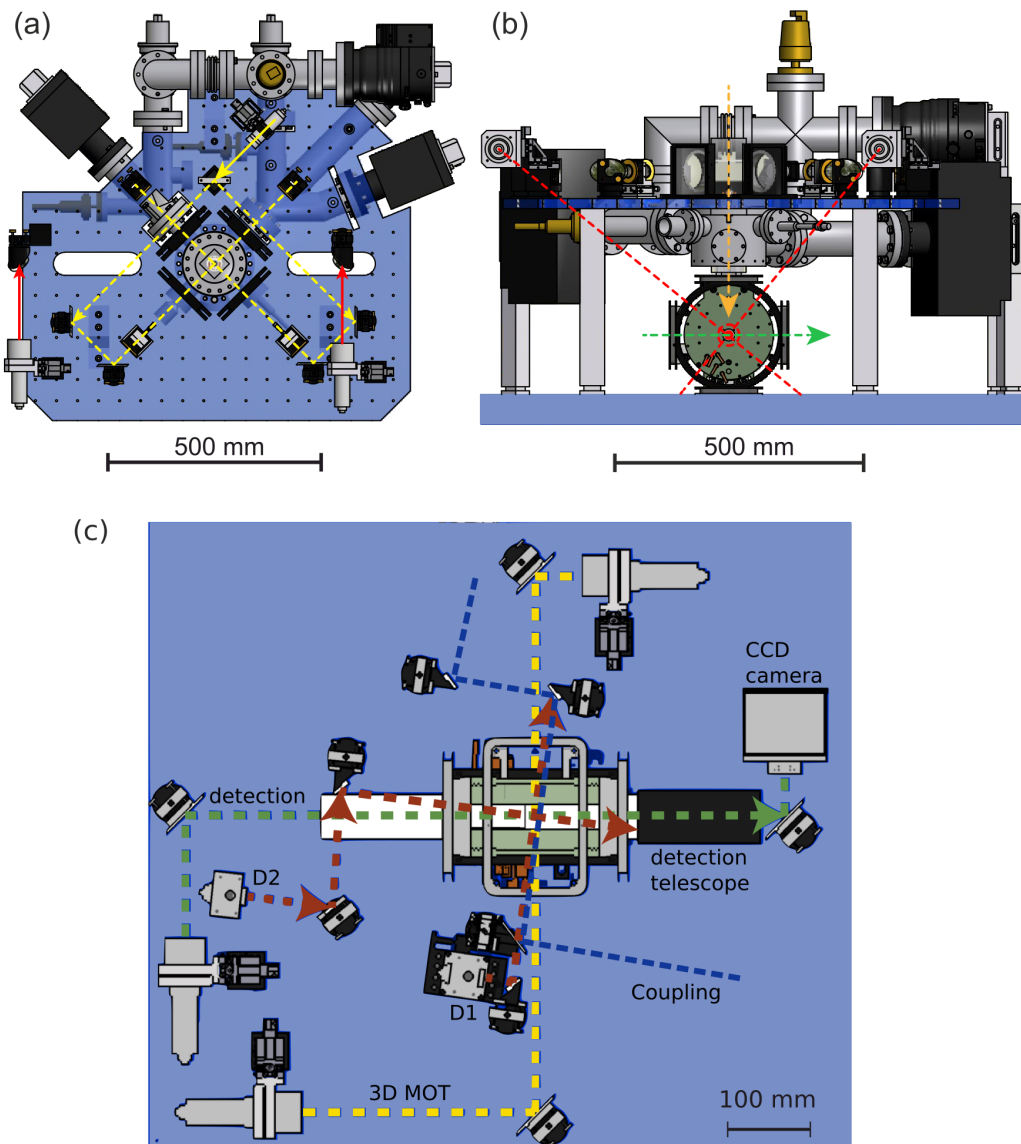 (a)
(b)
500 mm
500 mm
(c)
CCD
camera
detection
D2
detection
telescope
D1
Coupling
3D MOT
100 mm